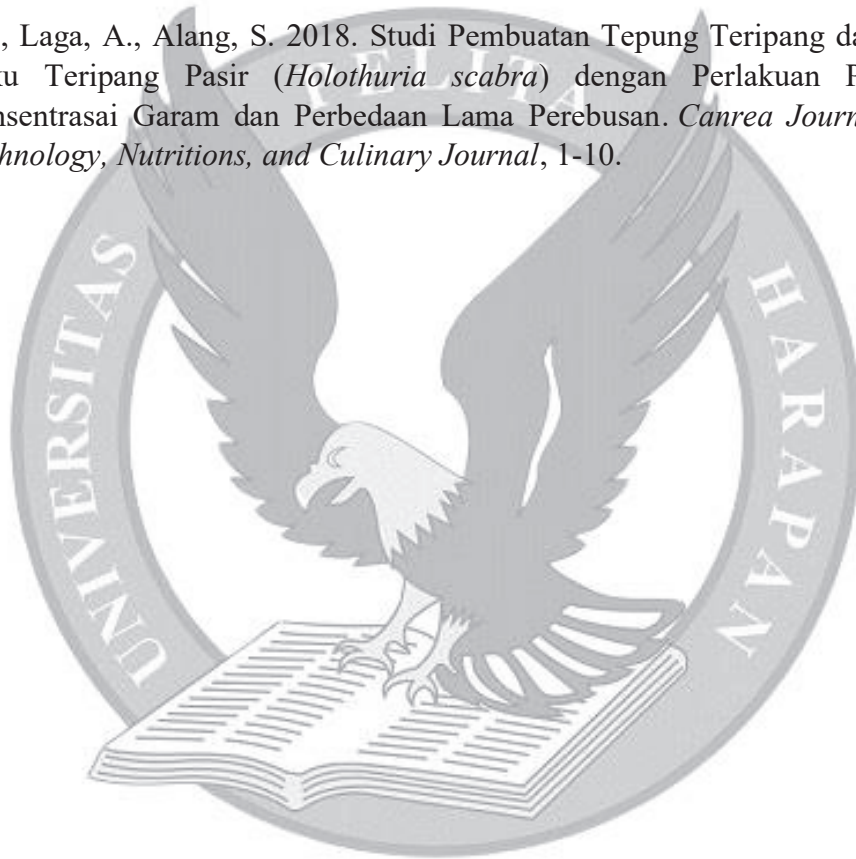 , Laga, A., Alang, S. 2018. Studi Pembuatan Tepung Teripang da
ku Teripang Pasir (Holothuria scabra) dengan Perlakuan
nsentrasai Garam dan Perbedaan Lama Perebusan. Canrea Journ
hnology, Nutritions, and Culinary Journal, 1-10.
UNIVERSITAS
PELITA
HARAPAN